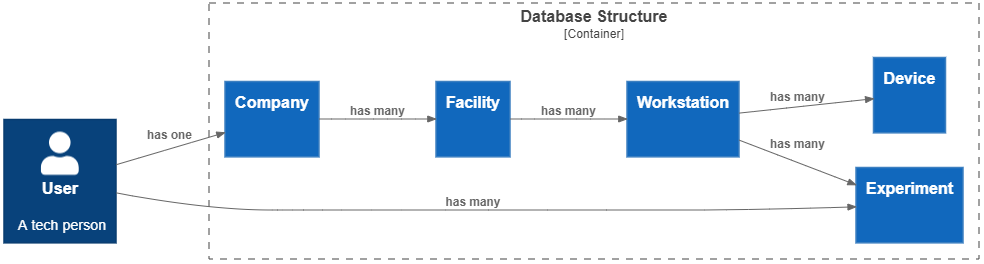 Database Structure
[Container]
Device
Company
has many
Facility
has many
Workstation
has many
has one
has many
User
A tech person
has many
Experiment